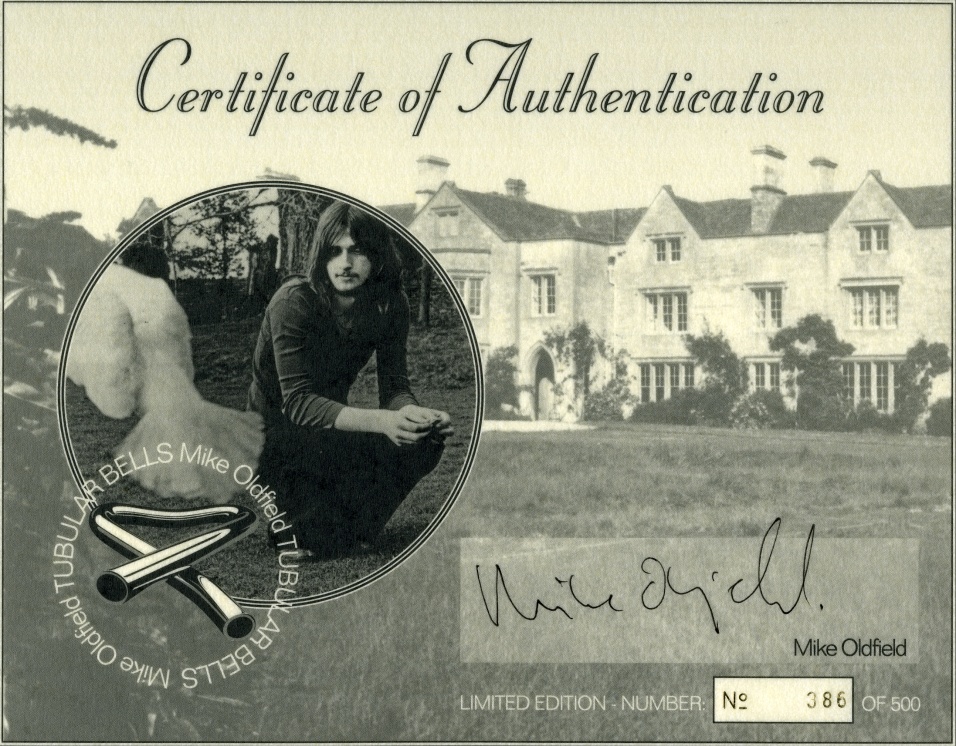 Certificate of Authentication
TUBULAR BELLS Mike Oldfield TUBULAR BELLS Mike Oldfield
Mike Oldfield
Mike Oldfield
LIMITED EDITION - NUMBER: Nº 386 OF 500